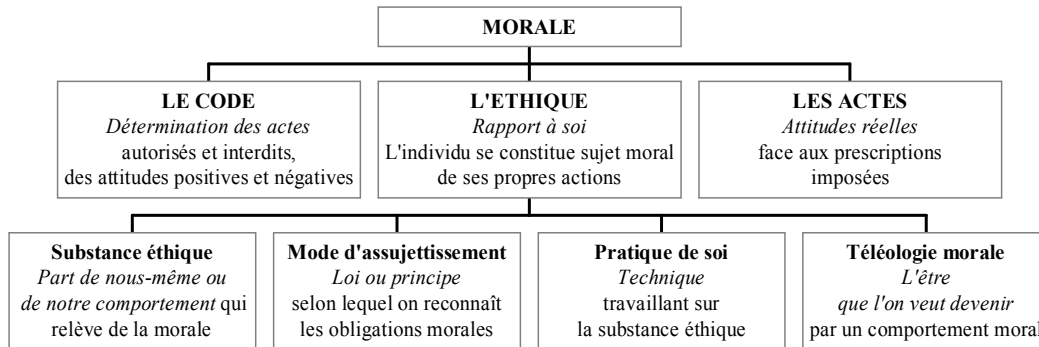 MORALE
LE CODE
Détermination des actes
autorisés et interdits,
des attitudes positives et négatives
L'ETHIQUE
Rapport à soi
L'individu se constitue sujet moral
de ses propres actions
LES ACTES
Attitudes réelles
face aux prescriptions
imposées
Substance éthique
Part de nous-même ou
de notre comportement qui
relève de la morale
Mode d'assujettissement
Loi ou principe
selon lequel on reconnaît
les obligations morales
Pratique de soi
Technique
travaillant sur
la substance éthique
Téléologie morale
L'être
que l'on veut devenir
par un comportement moral